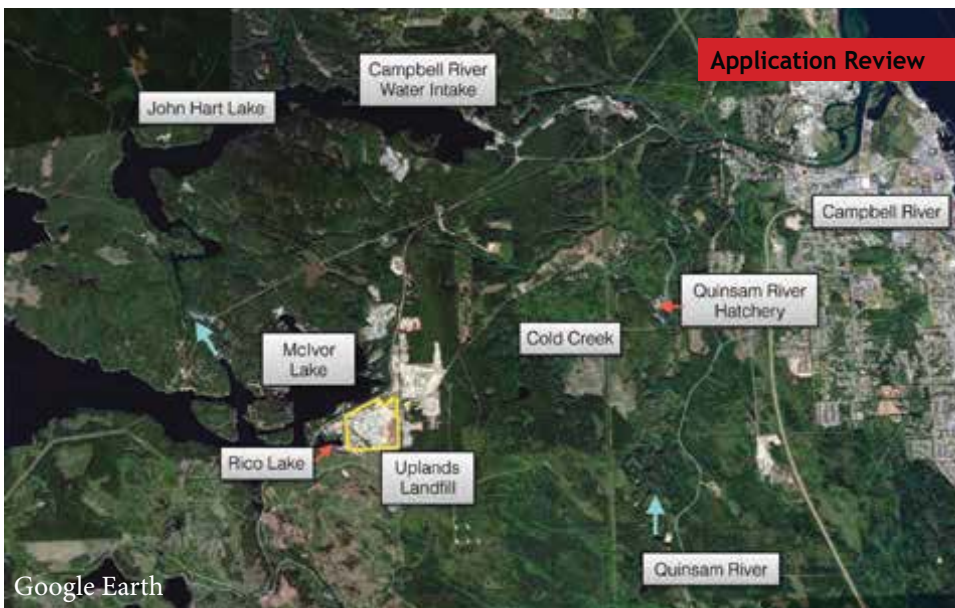 Application Review
Campbell River
Water Intake
John Hart Lake
Campbell River
Quinsam River
Hatchery
McIvor
Lake
Cold Creek
Rico Lake
Uplands
Landfill
Quinsam River
Google Earth